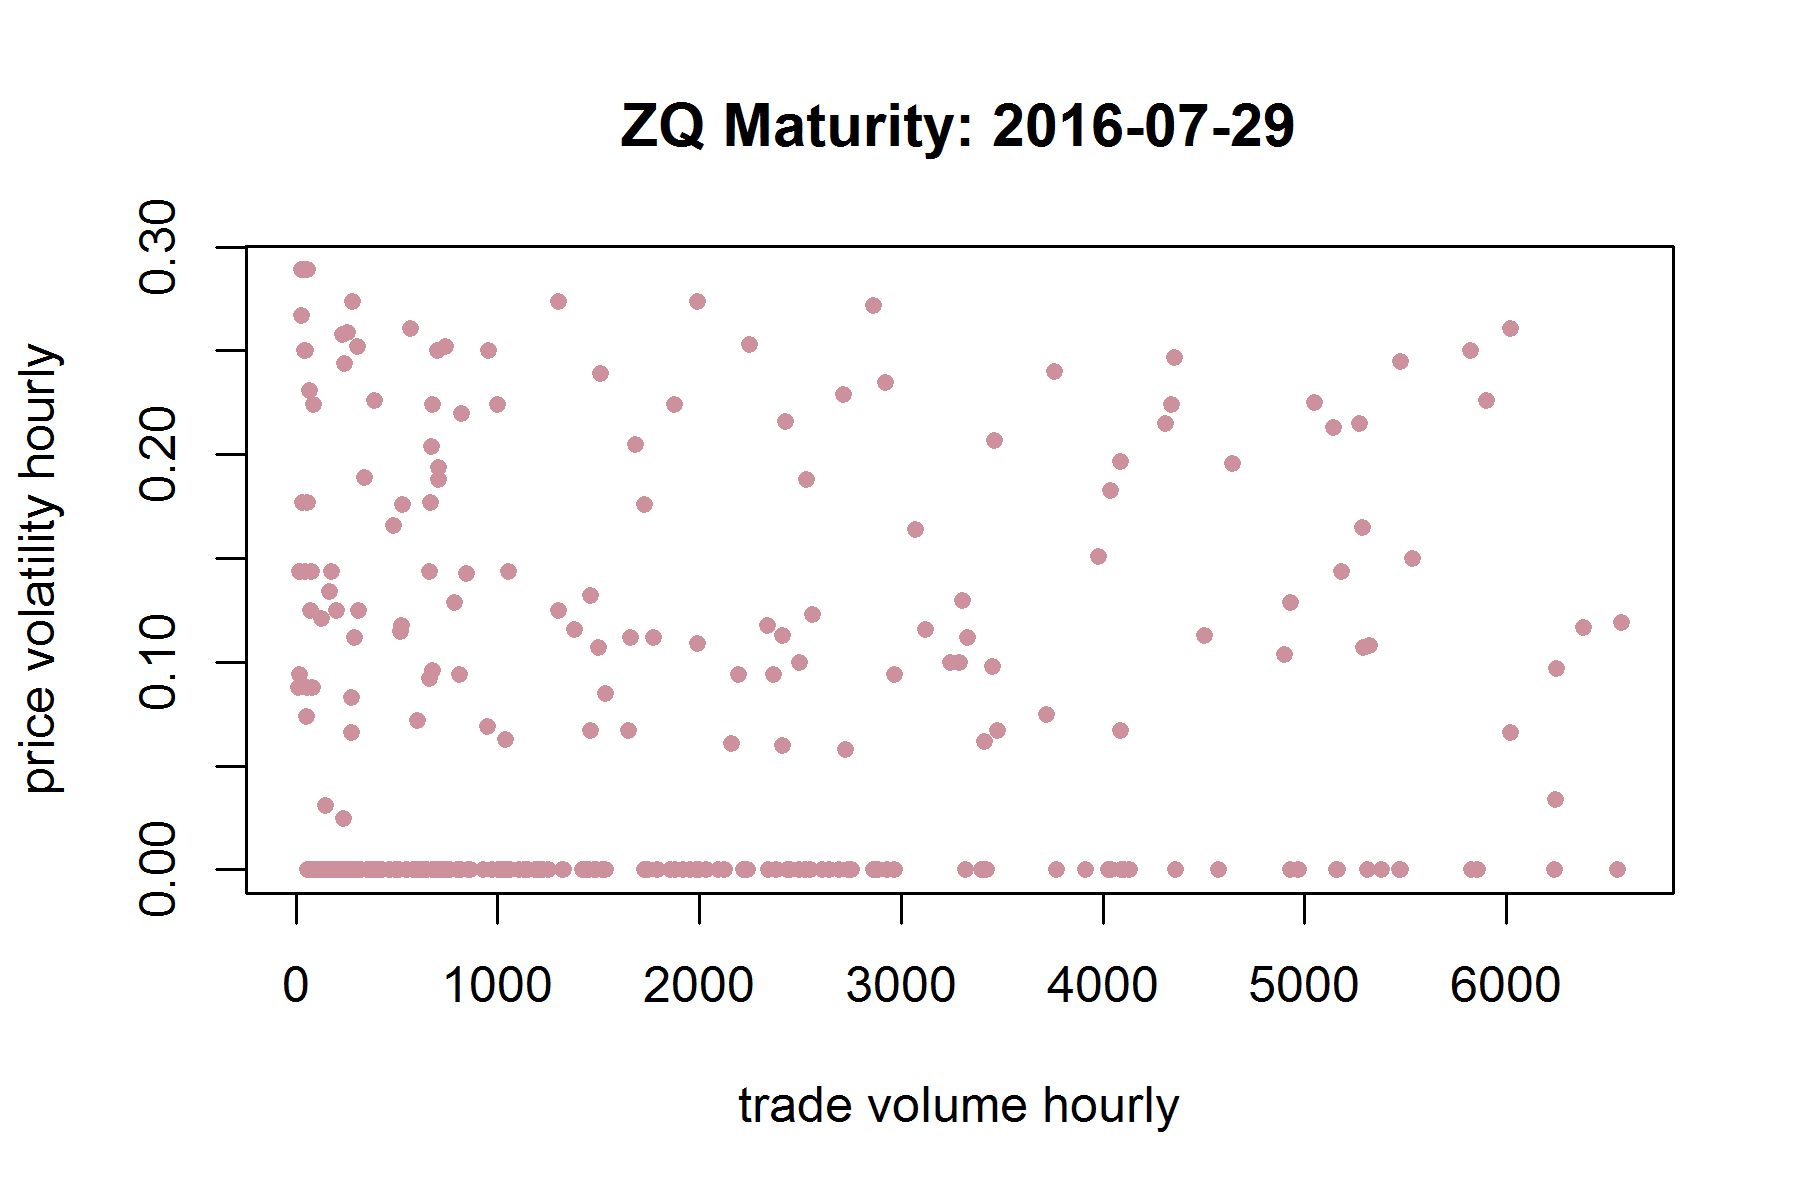 ZQ Maturity: 2016-07-29
price volatility hourly
0.30
0.20
0.10
0.00
0 1000 2000 3000 4000 5000 6000
trade volume hourly